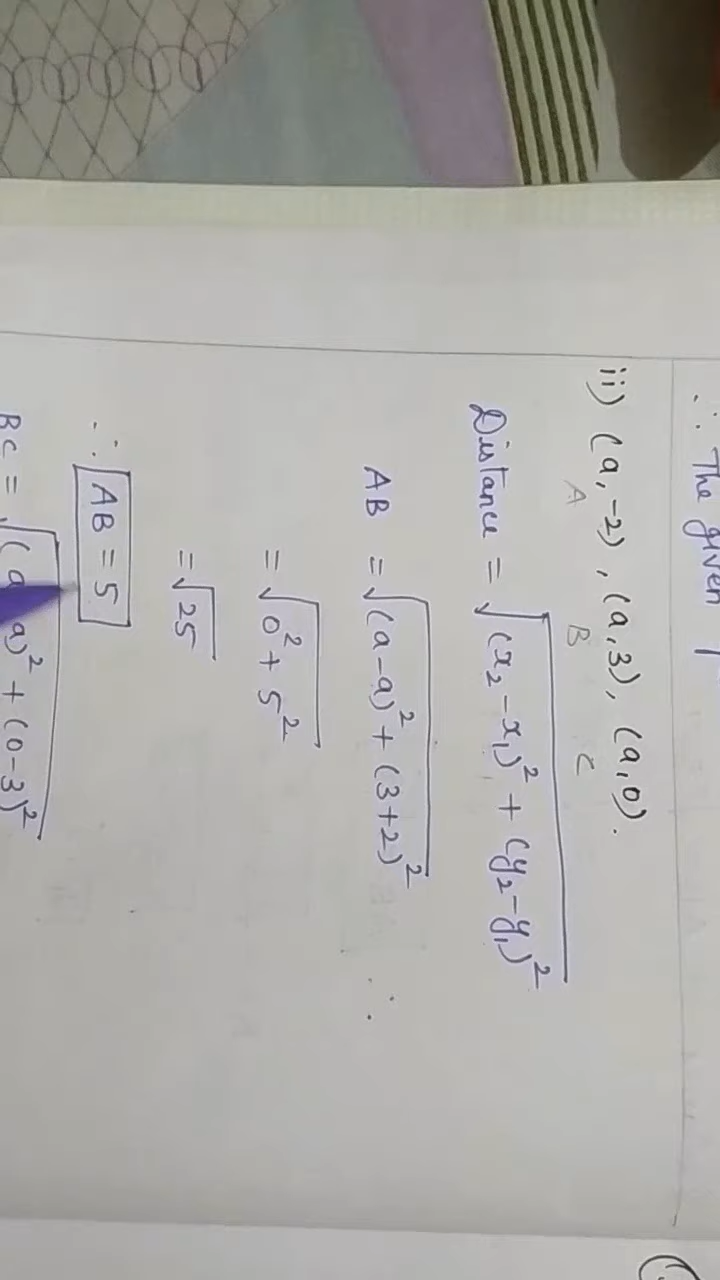 ∴ The given
ii) (a,-2), (a,3), (a,0).
A B C
Distance = √(x₂-x₁)² + (y₂-y₁)²
AB = √(a-a)² + (3+2)²
= √0² + 5²
= √25
∴ AB = 5
BC = √(a a)² + (0-3)²